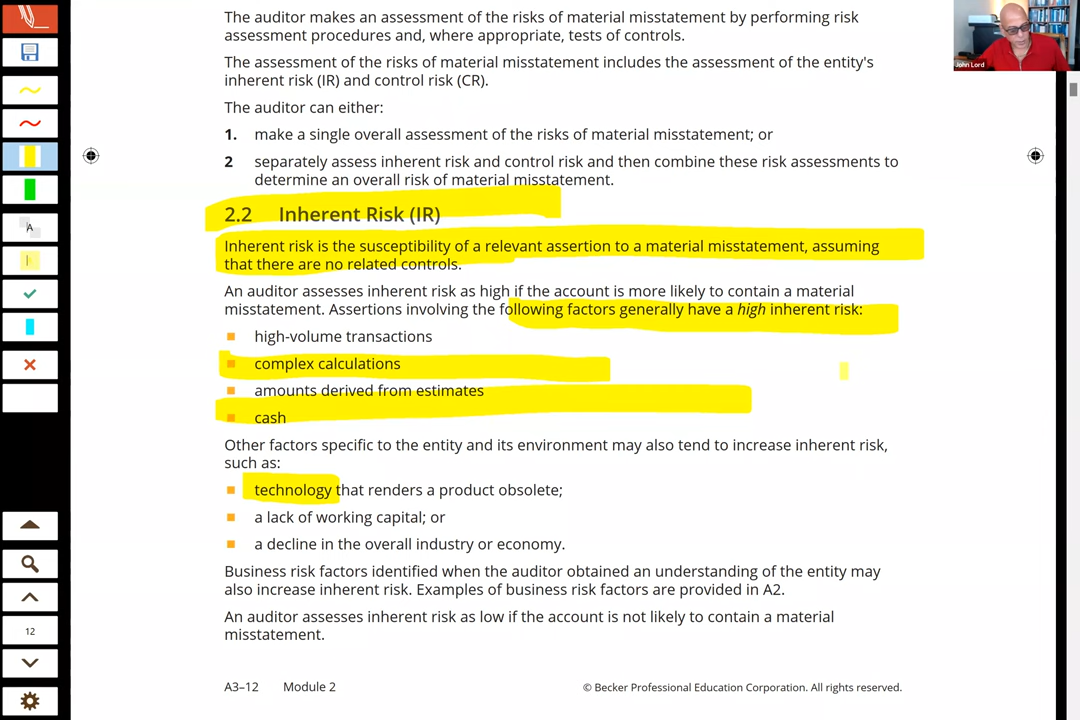 The auditor makes an assessment of the risks of material misstatement by performing risk
assessment procedures and, where appropriate, tests of controls.
The assessment of the risks of material misstatement includes the assessment of the entity's
inherent risk (IR) and control risk (CR).
The auditor can either:
1. make a single overall assessment of the risks of material misstatement; or
2 separately assess inherent risk and control risk and then combine these risk assessments to
determine an overall risk of material misstatement.
2.2 Inherent Risk (IR)
Inherent risk is the susceptibility of a relevant assertion to a material misstatement, assuming
that there are no related controls.
An auditor assesses inherent risk as high if the account is more likely to contain a material
misstatement. Assertions involving the following factors generally have a high inherent risk:
high-volume transactions
complex calculations
amounts derived from estimates
cash
Other factors specific to the entity and its environment may also tend to increase inherent risk,
such as:
technology that renders a product obsolete;
a lack of working capital; or
a decline in the overall industry or economy.
Business risk factors identified when the auditor obtained an understanding of the entity may
also increase inherent risk. Examples of business risk factors are provided in A2.
An auditor assesses inherent risk as low if the account is not likely to contain a material
misstatement.
A3–12 Module 2 © Becker Professional Education Corporation. All rights reserved.
John Lord
A
12